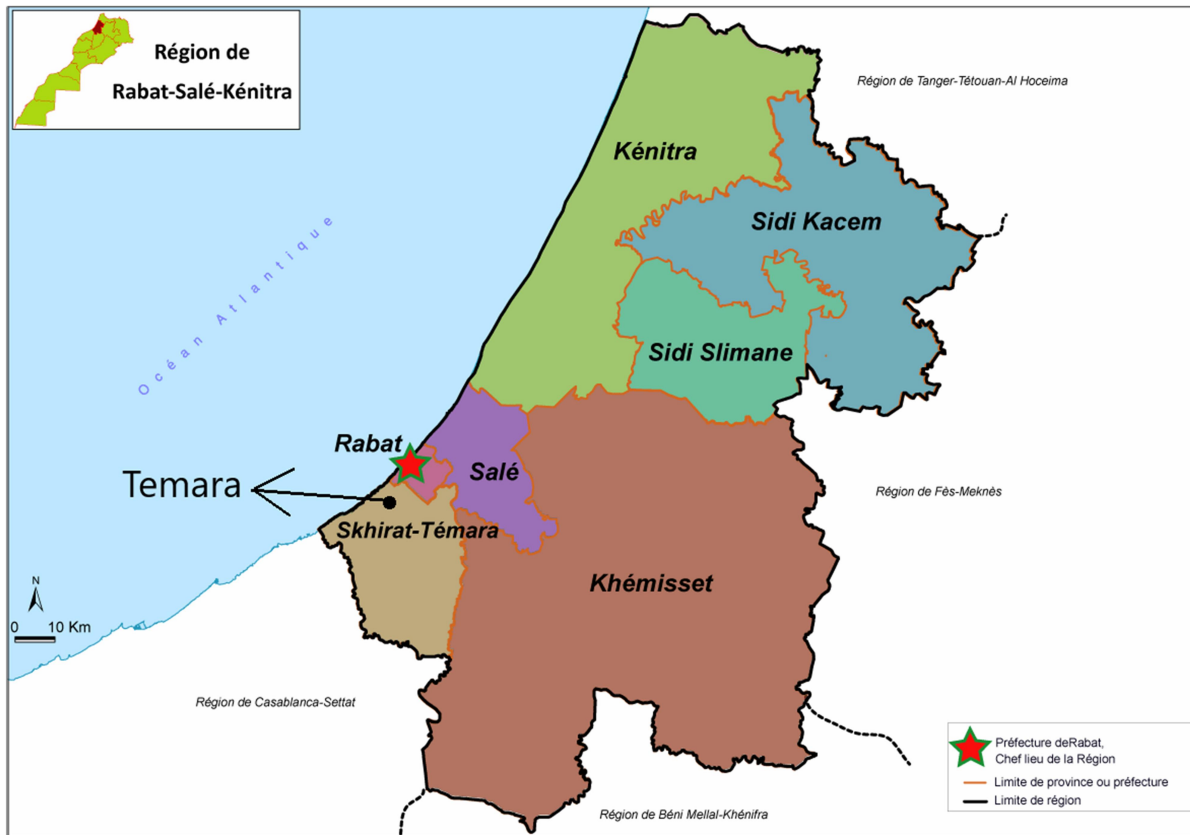 Région de
Rabat-Salé-Kénitra
Région de Tanger-Tétouan-Al Hoceima
Kénitra
Sidi Kacem
Océan Atlantique
Sidi Slimane
Rabat
Salé
Temara
Région de Fès-Meknès
Skhirat-Témara
Khémisset
N
0 10 Km
Région de Casablanca-Settat
Préfecture deRabat,
Chef lieu de la Région
Limite de province ou préfecture
Limite de région
Région de Béni Mellal-Khénifra